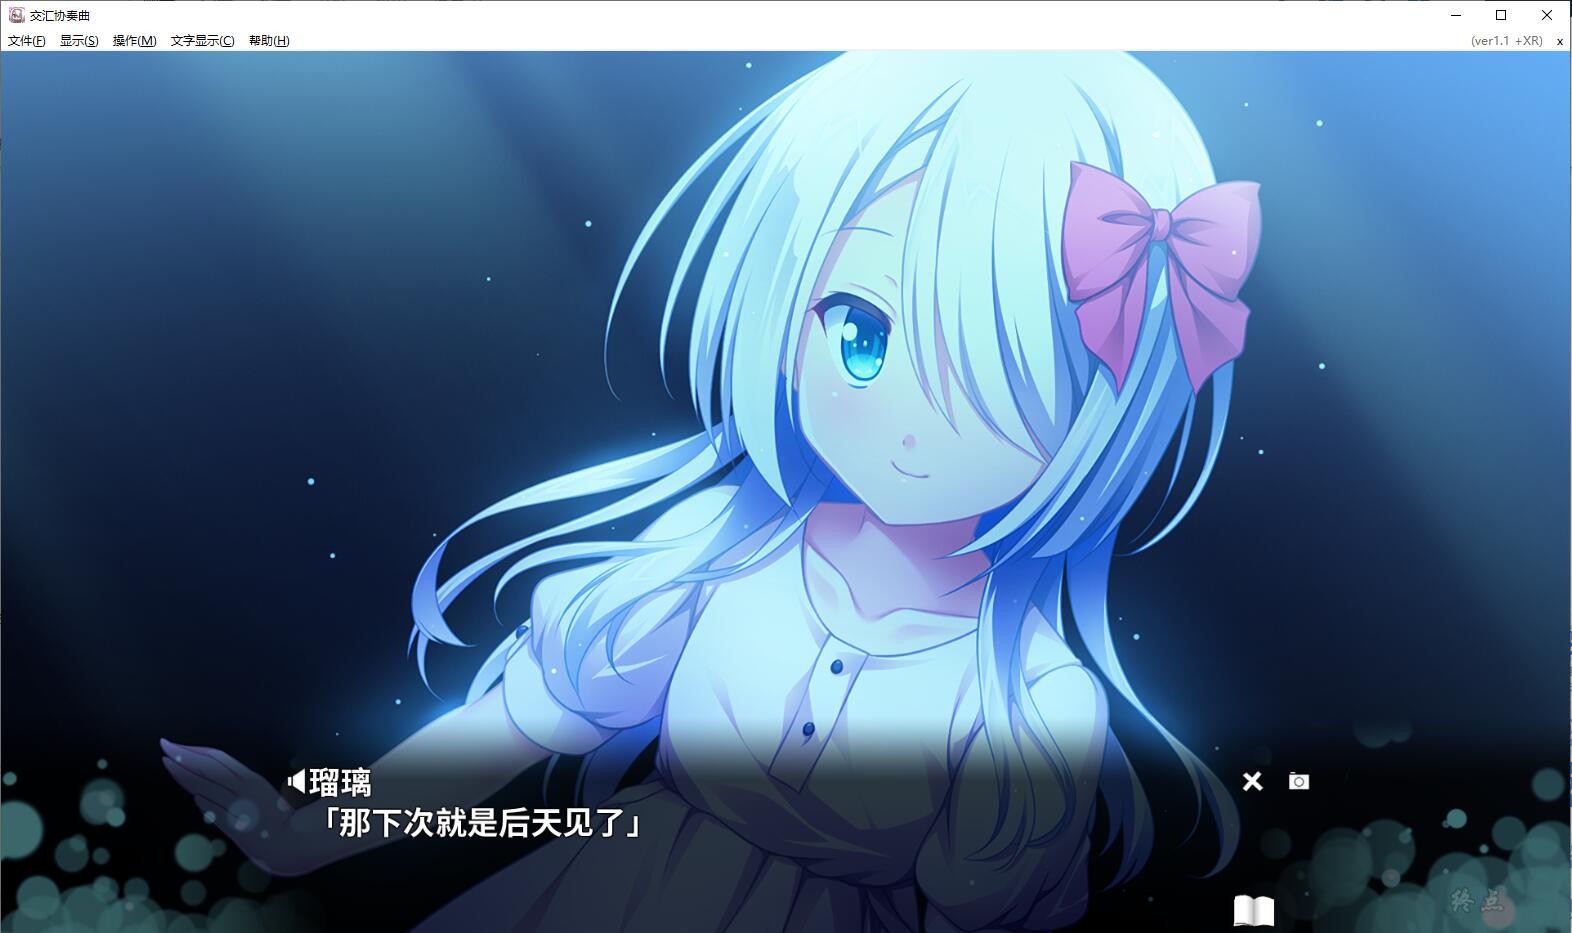 交汇协奏曲
文件(F) 显示(S) 操作(M) 文字显示(C) 帮助(H) (ver1.1 +XR) x
瑠璃
「那下次就是后天见了」
终点